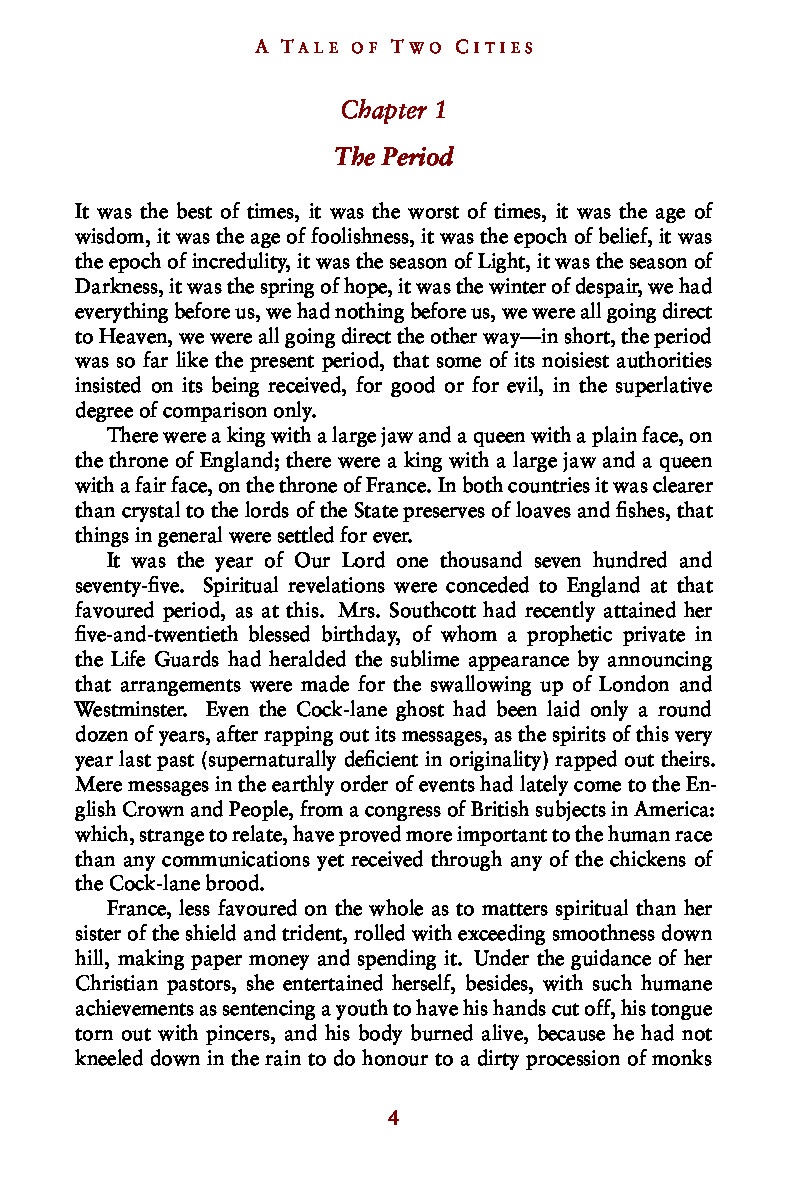 A TALE OF TWO CITIES
Chapter 1
The Period
It was the best of times, it was the worst of times, it was the age of
wisdom, it was the age of foolishness, it was the epoch of belief, it was
the epoch of incredulity, it was the season of Light, it was the season of
Darkness, it was the spring of hope, it was the winter of despair, we had
everything before us, we had nothing before us, we were all going direct
to Heaven, we were all going direct the other way—in short, the period
was so far like the present period, that some of its noisiest authorities
insisted on its being received, for good or for evil, in the superlative
degree of comparison only.
There were a king with a large jaw and a queen with a plain face, on
the throne of England; there were a king with a large jaw and a queen
with a fair face, on the throne of France. In both countries it was clearer
than crystal to the lords of the State preserves of loaves and fishes, that
things in general were settled for ever.
It was the year of Our Lord one thousand seven hundred and
seventy-five. Spiritual revelations were conceded to England at that
favoured period, as at this. Mrs. Southcott had recently attained her
five-and-twentieth blessed birthday, of whom a prophetic private in
the Life Guards had heralded the sublime appearance by announcing
that arrangements were made for the swallowing up of London and
Westminster. Even the Cock-lane ghost had been laid only a round
dozen of years, after rapping out its messages, as the spirits of this very
year last past (supernaturally deficient in originality) rapped out theirs.
Mere messages in the earthly order of events had lately come to the En-
glish Crown and People, from a congress of British subjects in America:
which, strange to relate, have proved more important to the human race
than any communications yet received through any of the chickens of
the Cock-lane brood.
France, less favoured on the whole as to matters spiritual than her
sister of the shield and trident, rolled with exceeding smoothness down
hill, making paper money and spending it. Under the guidance of her
Christian pastors, she entertained herself, besides, with such humane
achievements as sentencing a youth to have his hands cut off, his tongue
torn out with pincers, and his body burned alive, because he had not
kneeled down in the rain to do honour to a dirty procession of monks
4